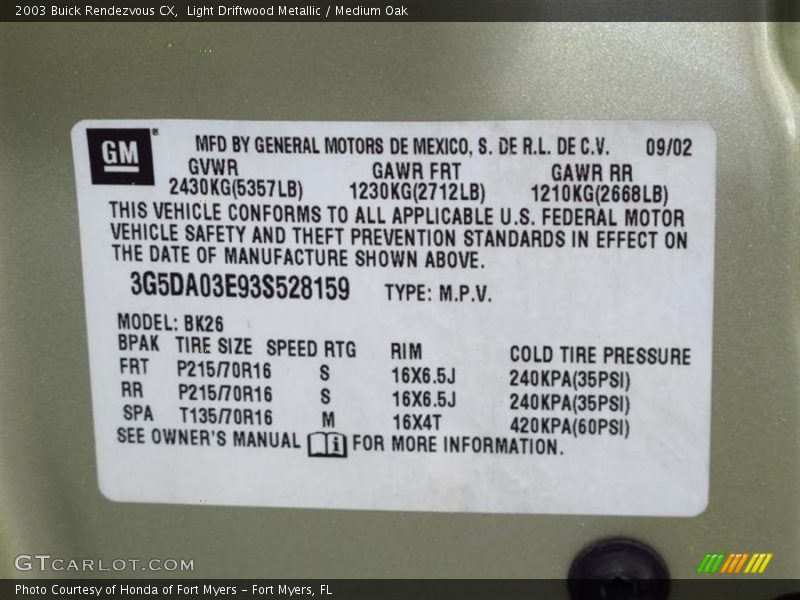 2003 Buick Rendezvous CX,  Light Driftwood Metallic / Medium Oak
GM® MFD BY GENERAL MOTORS DE MEXICO, S. DE R.L. DE C.V. 09/02
GVWR GAWR FRT GAWR RR
2430KG(5357LB) 1230KG(2712LB) 1210KG(2668LB)
THIS VEHICLE CONFORMS TO ALL APPLICABLE U.S. FEDERAL MOTOR
VEHICLE SAFETY AND THEFT PREVENTION STANDARDS IN EFFECT ON
THE DATE OF MANUFACTURE SHOWN ABOVE.
3G5DA03E93S528159 TYPE: M.P.V.
MODEL: BK26
BPAK TIRE SIZE SPEED RTG RIM COLD TIRE PRESSURE
FRT P215/70R16 S 16X6.5J 240KPA(35PSI)
RR P215/70R16 S 16X6.5J 240KPA(35PSI)
SPA T135/70R16 M 16X4T 420KPA(60PSI)
SEE OWNER'S MANUAL i FOR MORE INFORMATION.
GTCARLOT.COM
Photo Courtesy of Honda of Fort Myers – Fort Myers, FL